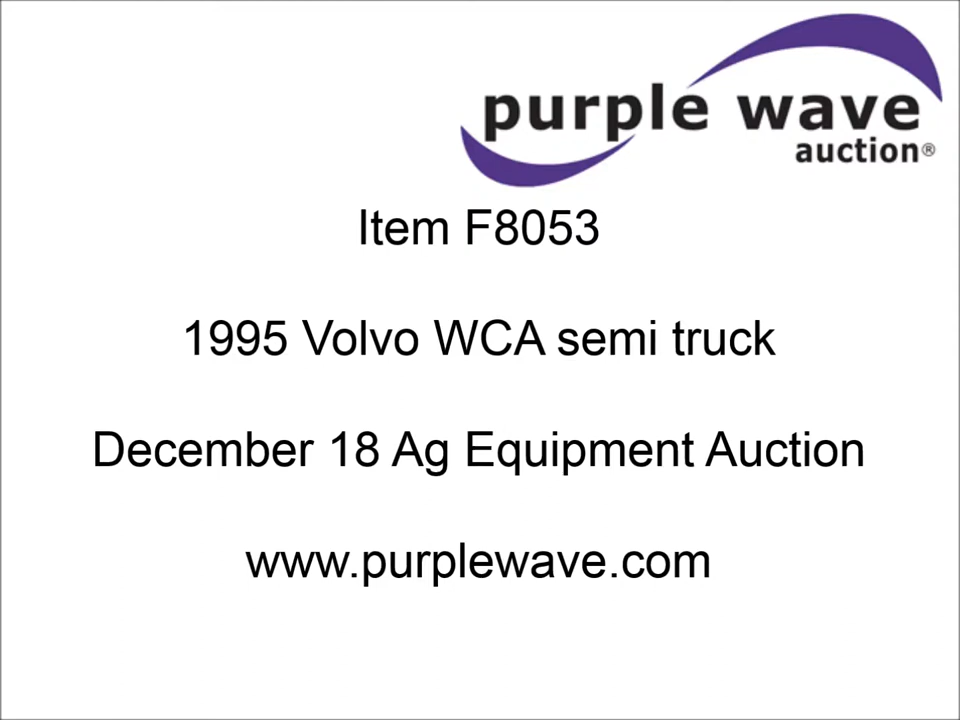 purple wave
auction®
Item F8053
1995 Volvo WCA semi truck
December 18 Ag Equipment Auction
www.purplewave.com